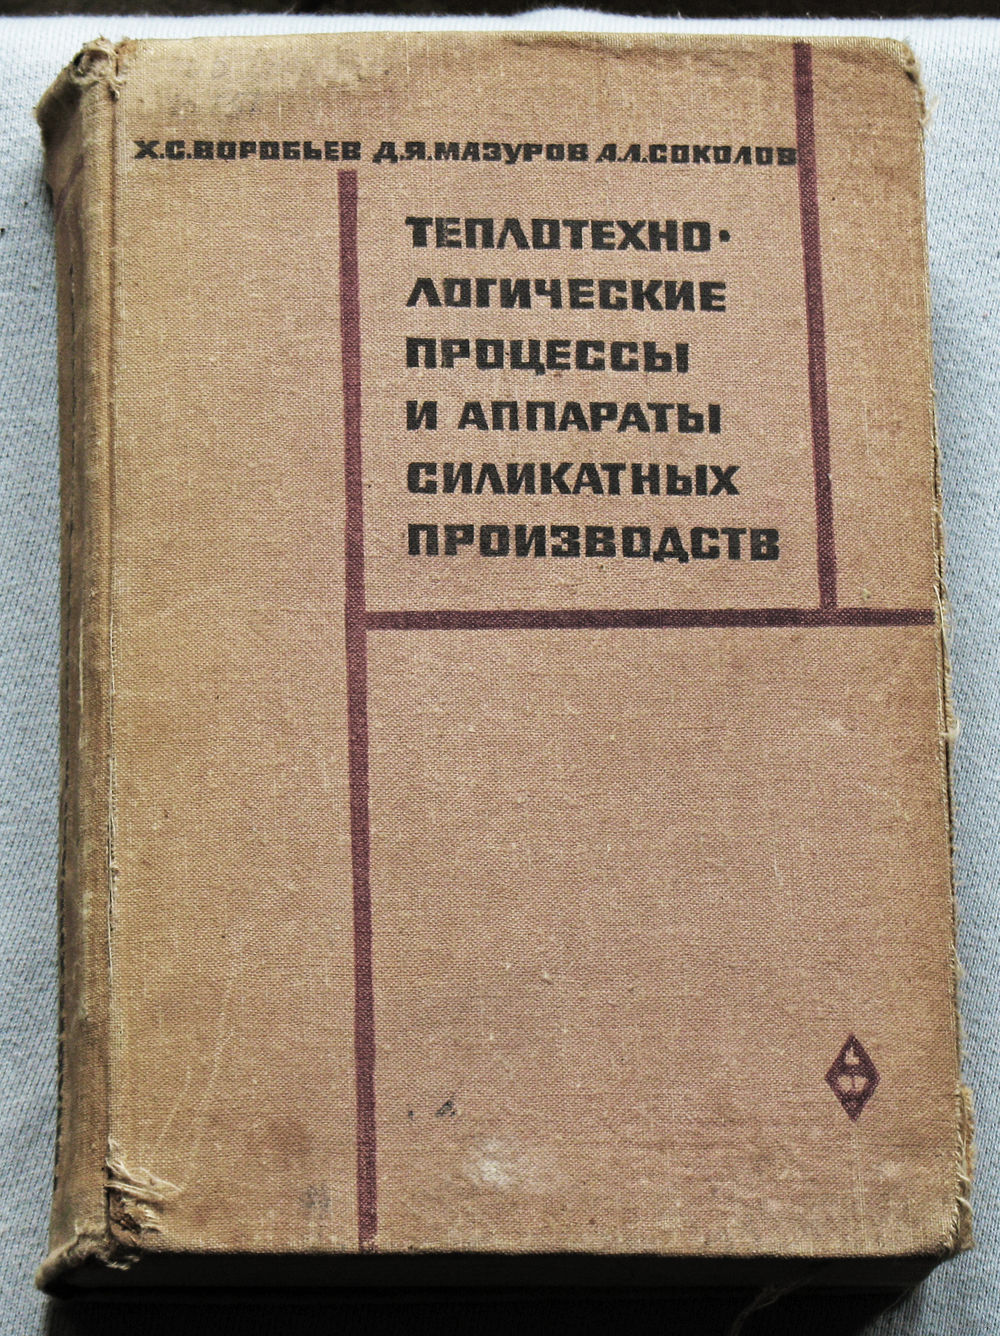 Х.С.ВОРОБЬЕВ Д.Я.МАЗУРОВ А.А.СОКОЛОВ
ТЕПЛОТЕХНО-
ЛОГИЧЕСКИЕ
ПРОЦЕССЫ
И АППАРАТЫ
СИЛИКАТНЫХ
ПРОИЗВОДСТВ